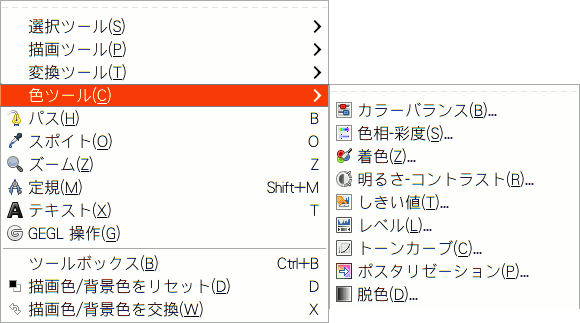 選択ツール(S)
描画ツール(P)
変換ツール(T)
色ツール(C)
パス(H) B
スポイト(O) O
ズーム(Z) Z
定規(M) Shift+M
テキスト(X) T
GEGL 操作(G)
ツールボックス(B) Ctrl+B
描画色/背景色をリセット(D) D
描画色/背景色を交換(W) X
カラーバランス(B)...
色相-彩度(S)...
着色(Z)...
明るさ-コントラスト(R)...
しきい値(T)...
レベル(L)...
トーンカーブ(C)...
ポスタリゼーション(P)...
脱色(D)...